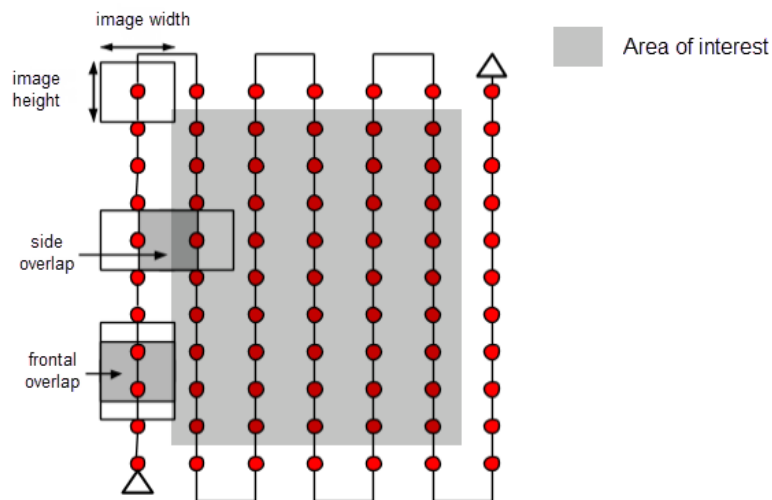 image width
image
height
side
overlap
frontal
overlap
Area of interest